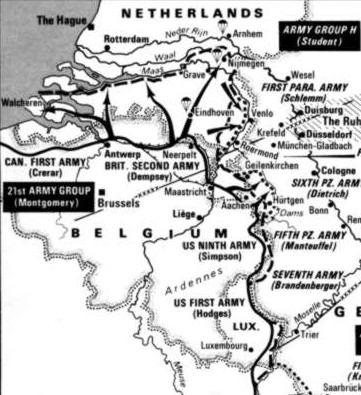 NETHERLANDS
The Hague
Neder Rijn
Arnhem
ARMY GROUP H
(Student)
Rotterdam
Waal
Nijmegen
Maas
Grave
Wesel
FIRST PARA. ARMY
(Schlemm)
Walcheren
Eindhoven
Venlo
Duisburg
The Ruh
Krefeld
Düsseldorf
München-Gladbach
Roermond
Antwerp
Neerpelt
Geilenkirchen
CAN. FIRST ARMY
(Crerar)
BRIT. SECOND ARMY
(Dempsey)
Cologne
21st ARMY GROUP
(Montgomery)
Maastricht
SIXTH PZ. ARMY
(Dietrich)
Brussels
Aachen
Hürtgen
Dams
Bonn
Liège
Ren
BELGIUM
FIFTH PZ. ARMY
(Manteuffel)
US NINTH ARMY
(Simpson)
Ardennes
SEVENTH ARMY
(Brandenberger)
US FIRST ARMY
(Hodges)
Moselle
GE
LUX.
Luxembourg
Trier
Meuse
FI
(Kn
Saarbrück